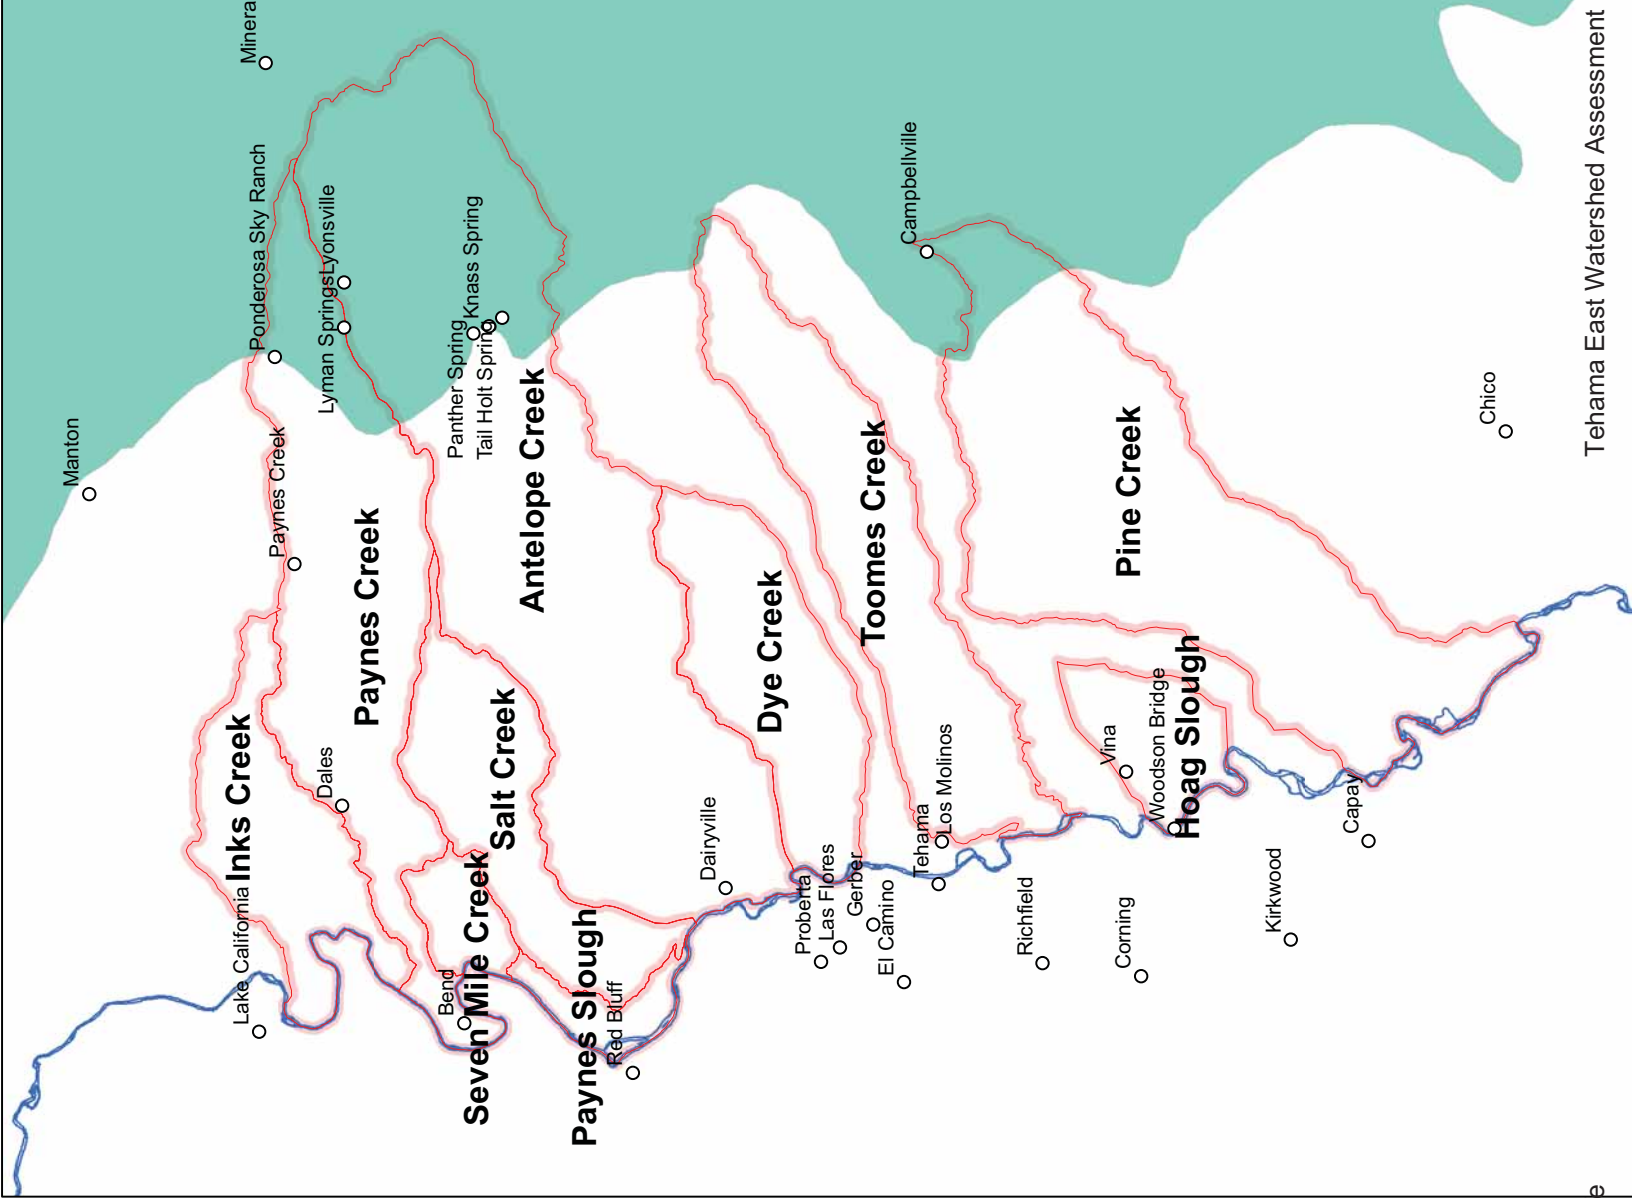 Minera
Manton
Ponderosa Sky Ranch
Lyonsville
Lyman Springs
Knass Spring
Panther Spring
Tail Holt Spring
Campbellville
Paynes Creek
Paynes Creek
Antelope Creek
Inks Creek
Dales
Salt Creek
Dye Creek
Toomes Creek
Pine Creek
Chico
Lake California
Bend
Seven Mile Creek
Paynes Slough
Red Bluff
Dairyville
Proberta
Las Flores
Gerber
El Camino
Tehama
Los Molinos
Richfield
Corning
Vina
Woodson Bridge
Hoag Slough
Kirkwood
Capay
Tehama East Watershed Assessment
e